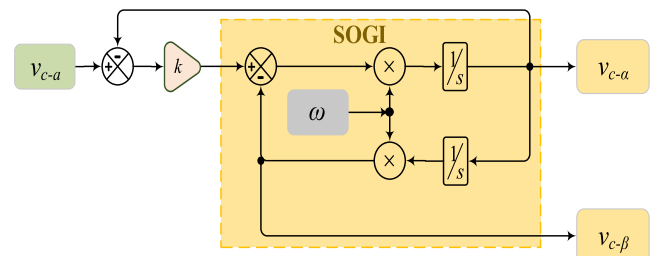 SOGI
v_{c-a}
+
-
k
+
-
×
1/s
v_{c-α}
ω
×
1/s
v_{c-β}